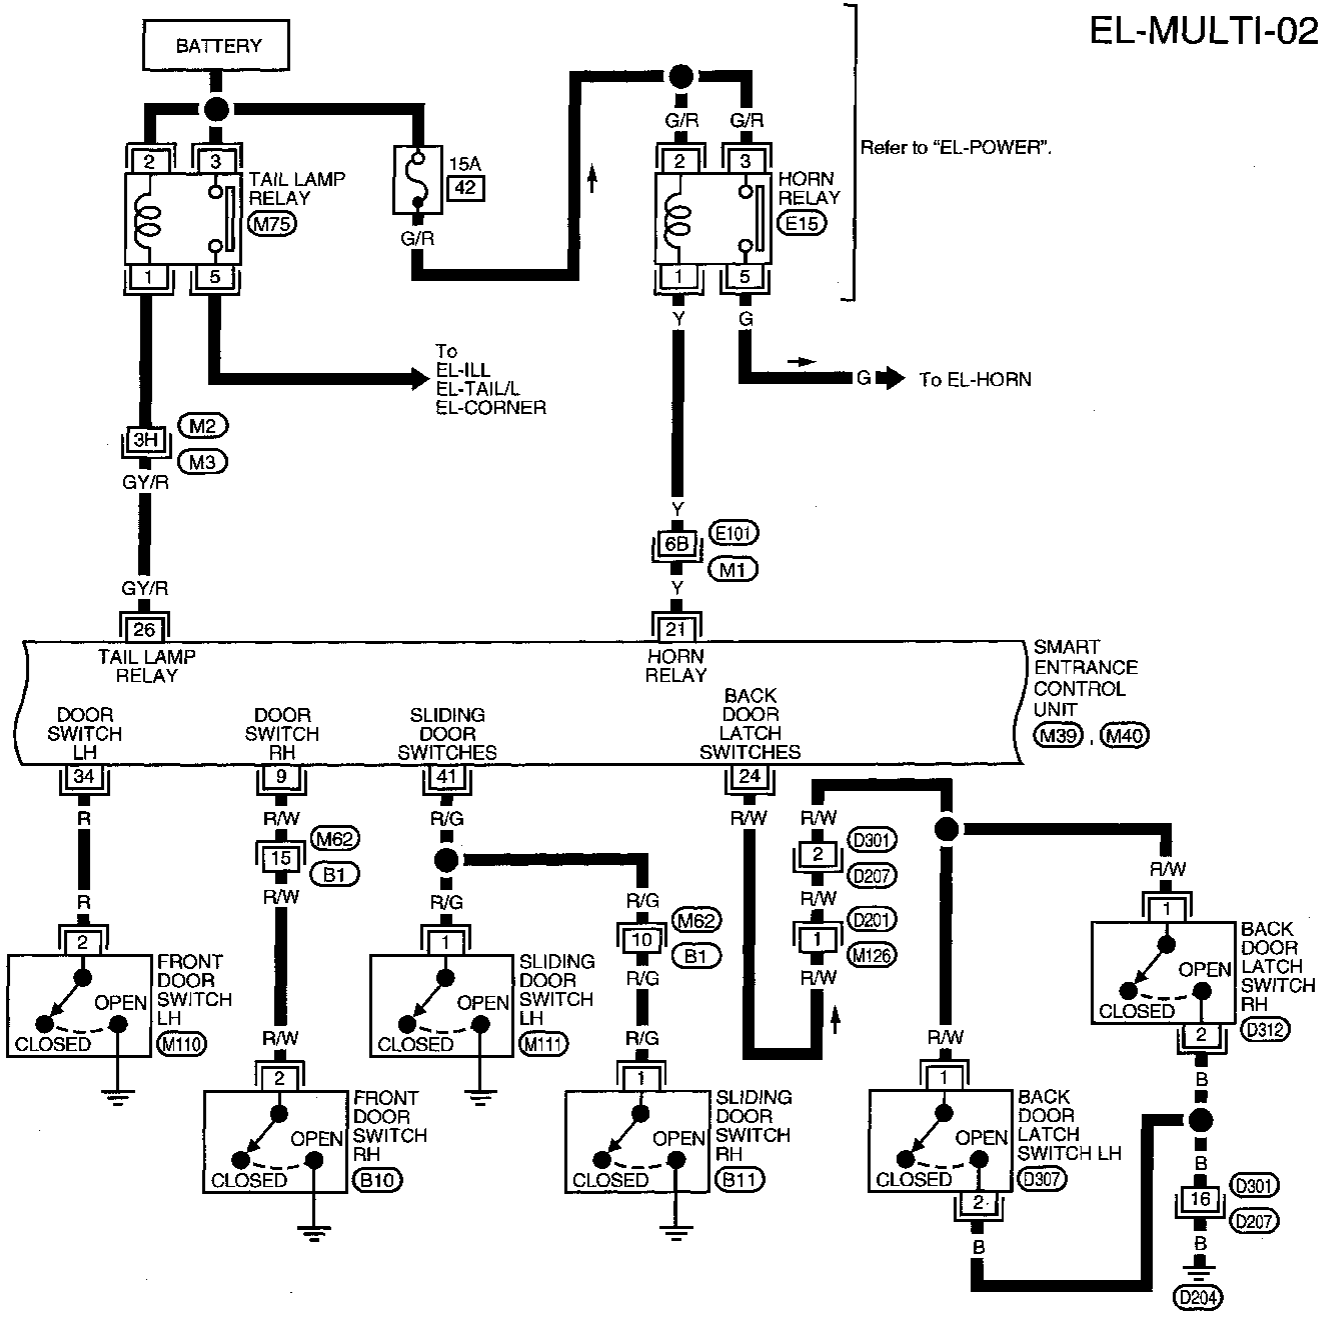 EL-MULTI-02
BATTERY
G/R
G/R
Refer to "EL-POWER".
2
3
TAIL LAMP
RELAY
M75
15A
42
2
3
HORN
RELAY
E15
G/R
1
5
1
5
Y
G
To
EL-ILL
EL-TAIL/L
EL-CORNER
G
To EL-HORN
3H
M2
M3
GY/R
Y
6B
E101
M1
GY/R
Y
26
21
TAIL LAMP
RELAY
HORN
RELAY
SMART
ENTRANCE
CONTROL
UNIT
M39 , M40
DOOR
SWITCH
LH
DOOR
SWITCH
RH
SLIDING
DOOR
SWITCHES
BACK
DOOR
LATCH
SWITCHES
34
9
41
24
R
R/W
R/G
R/W
R/W
15
M62
B1
2
D301
D207
R/W
R/W
R
R/W
R/G
R/G
10
M62
B1
1
D201
M126
R/W
R/G
2
1
1
FRONT
DOOR
SWITCH
LH
M110
OPEN
CLOSED
SLIDING
DOOR
SWITCH
LH
M111
OPEN
CLOSED
BACK
DOOR
LATCH
SWITCH
RH
D312
OPEN
CLOSED
2
R/W
R/G
R/W
B
2
1
1
FRONT
DOOR
SWITCH
RH
B10
OPEN
CLOSED
SLIDING
DOOR
SWITCH
RH
B11
OPEN
CLOSED
BACK
DOOR
LATCH
SWITCH LH
D307
OPEN
CLOSED
2
B
B
16
D301
D207
B
D204